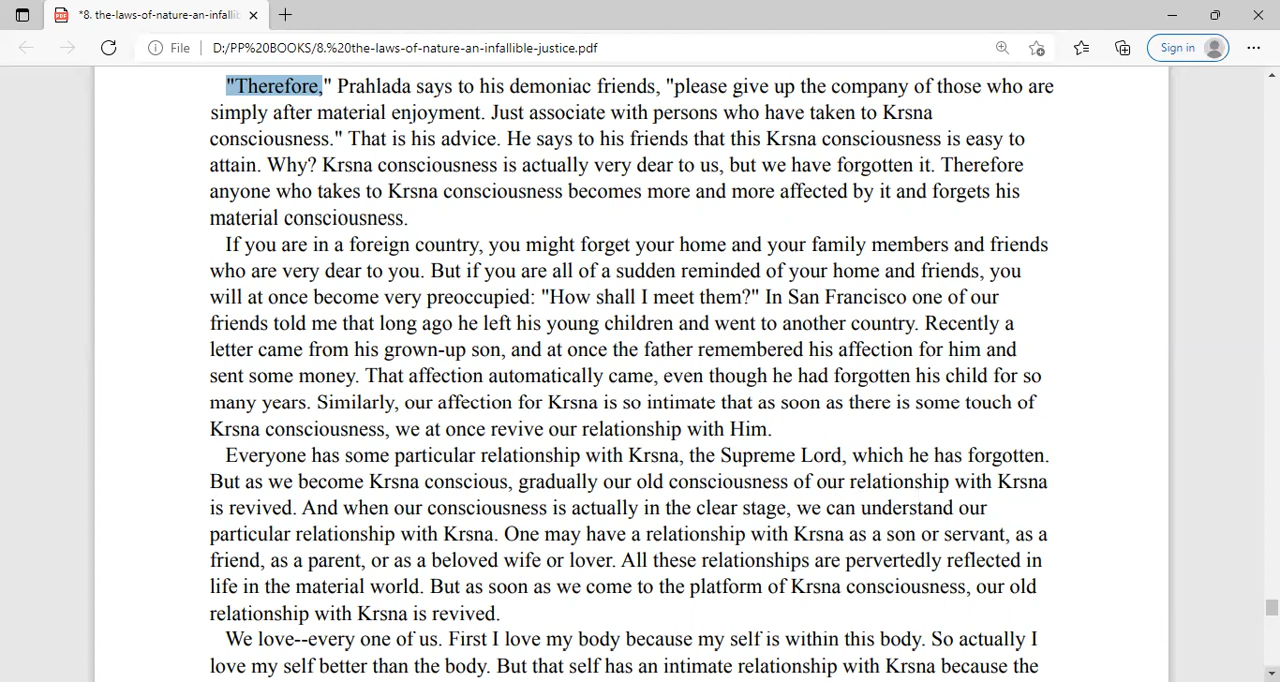 *8. the-laws-of-nature-an-infallib
File D:/PP%20BOOKS/8.%20the-laws-of-nature-an-infallible-justice.pdf Sign in
"Therefore," Prahlada says to his demoniac friends, "please give up the company of those who are
simply after material enjoyment. Just associate with persons who have taken to Krsna
consciousness." That is his advice. He says to his friends that this Krsna consciousness is easy to
attain. Why? Krsna consciousness is actually very dear to us, but we have forgotten it. Therefore
anyone who takes to Krsna consciousness becomes more and more affected by it and forgets his
material consciousness.
If you are in a foreign country, you might forget your home and your family members and friends
who are very dear to you. But if you are all of a sudden reminded of your home and friends, you
will at once become very preoccupied: "How shall I meet them?" In San Francisco one of our
friends told me that long ago he left his young children and went to another country. Recently a
letter came from his grown-up son, and at once the father remembered his affection for him and
sent some money. That affection automatically came, even though he had forgotten his child for so
many years. Similarly, our affection for Krsna is so intimate that as soon as there is some touch of
Krsna consciousness, we at once revive our relationship with Him.
Everyone has some particular relationship with Krsna, the Supreme Lord, which he has forgotten.
But as we become Krsna conscious, gradually our old consciousness of our relationship with Krsna
is revived. And when our consciousness is actually in the clear stage, we can understand our
particular relationship with Krsna. One may have a relationship with Krsna as a son or servant, as a
friend, as a parent, or as a beloved wife or lover. All these relationships are pervertedly reflected in
life in the material world. But as soon as we come to the platform of Krsna consciousness, our old
relationship with Krsna is revived.
We love--every one of us. First I love my body because my self is within this body. So actually I
love my self better than the body. But that self has an intimate relationship with Krsna because the